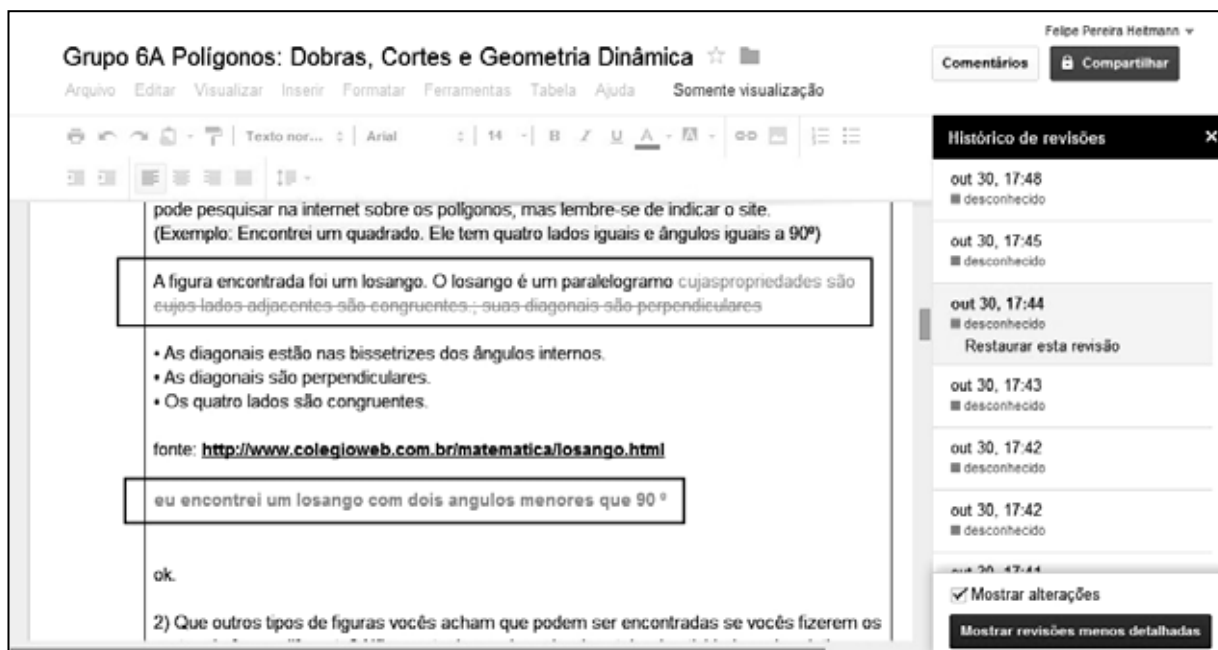 Felipe Pereira Heitmann
Grupo 6A Polígonos: Dobras, Cortes e Geometria Dinâmica
Comentários
Compartilhar
Arquivo Editar Visualizar Inserir Formatar Ferramentas Tabela Ajuda Somente visualização
Texto nor... Arial 14 B I U A A
pode pesquisar na internet sobre os polígonos, mas lembre-se de indicar o site.
(Exemplo: Encontrei um quadrado. Ele tem quatro lados iguais e ângulos iguais a 90º)
A figura encontrada foi um losango. O losango é um paralelogramo cujaspropriedades são
cujos lados adjacentes são congruentes.; suas diagonais são perpendiculares
• As diagonais estão nas bissetrizes dos ângulos internos.
• As diagonais são perpendiculares.
• Os quatro lados são congruentes.
fonte: http://www.colegioweb.com.br/matematica/losango.html
eu encontrei um losango com dois angulos menores que 90 º
ok.
2) Que outros tipos de figuras vocês acham que podem ser encontradas se vocês fizerem os
Histórico de revisões ×
out 30, 17:48
desconhecido
out 30, 17:45
desconhecido
out 30, 17:44
desconhecido
Restaurar esta revisão
out 30, 17:43
desconhecido
out 30, 17:42
desconhecido
out 30, 17:42
desconhecido
out 30, 17:41
Mostrar alterações
Mostrar revisões menos detalhadas